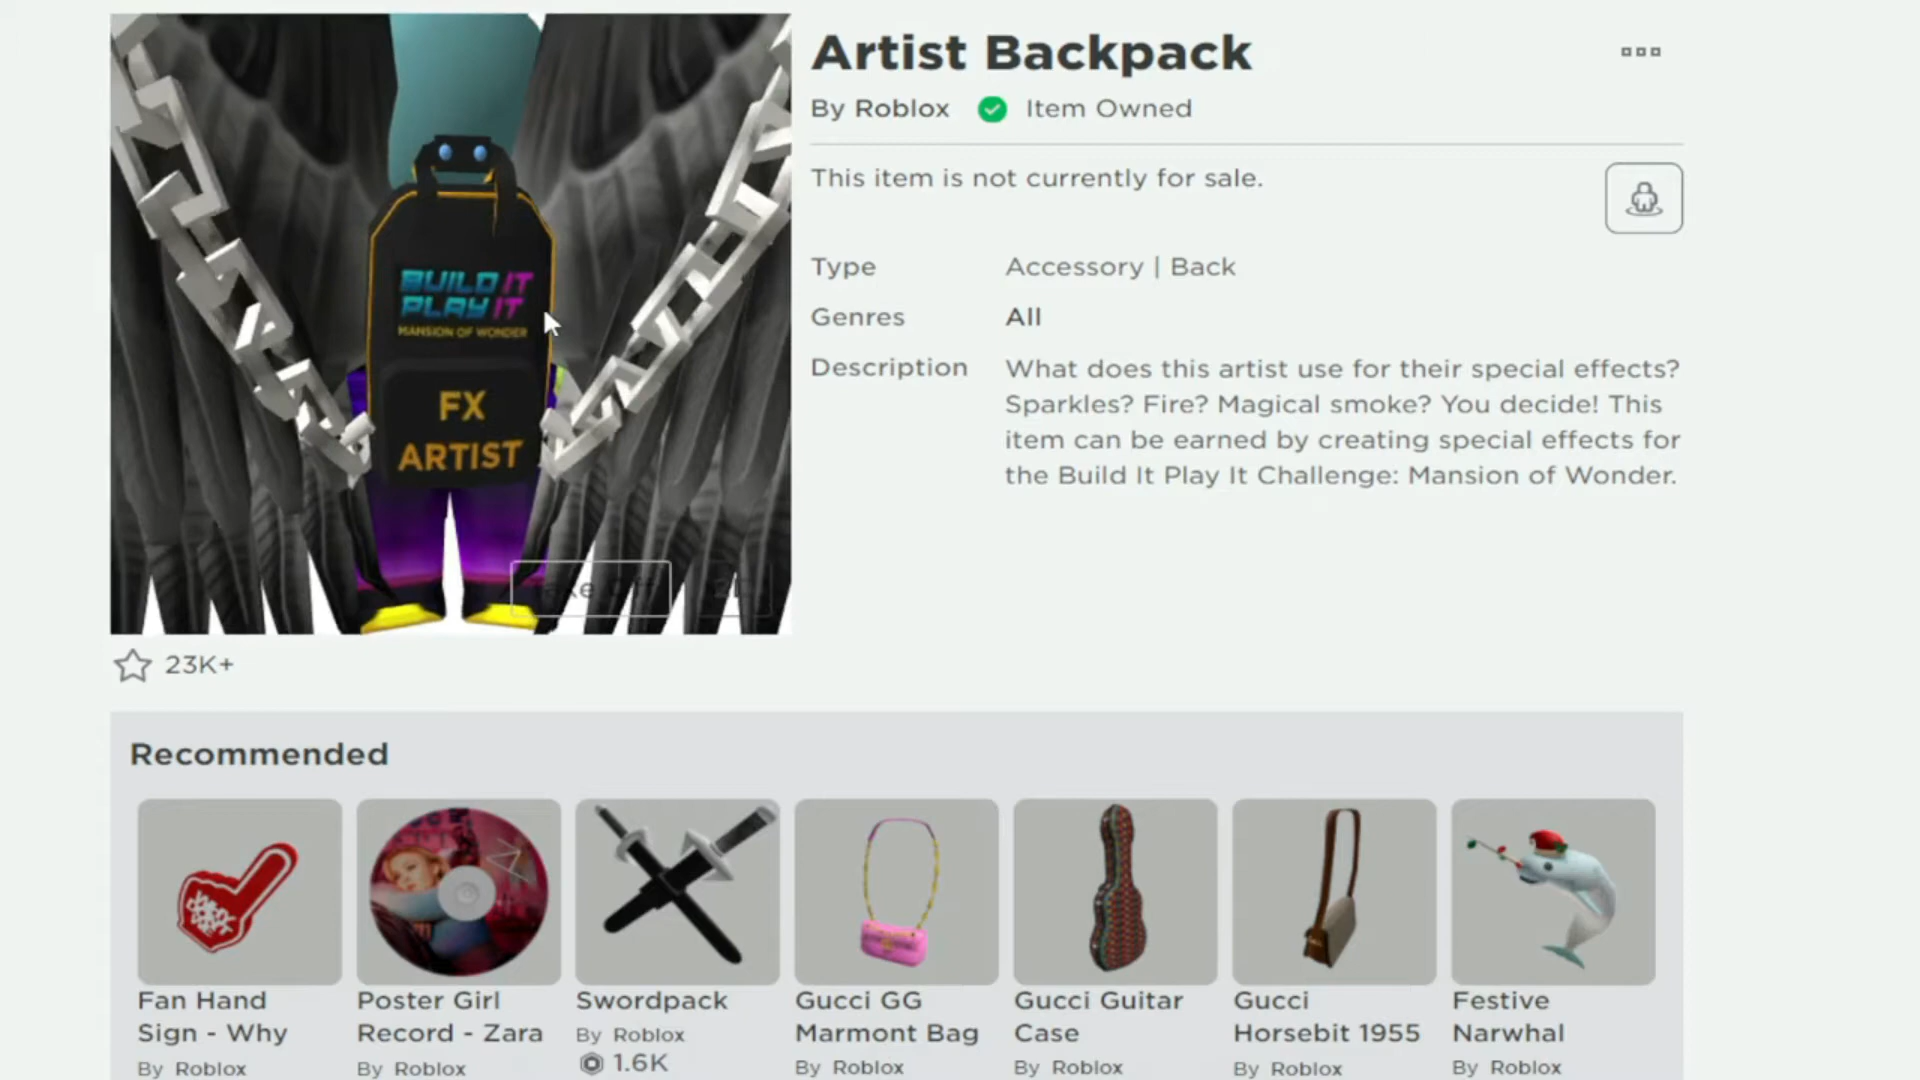 Artist Backpack
By Roblox Item Owned
This item is not currently for sale.
Type Accessory | Back
Genres All
Description What does this artist use for their special effects?
Sparkles? Fire? Magical smoke? You decide! This
item can be earned by creating special effects for
the Build It Play It Challenge: Mansion of Wonder.
BUILD IT
PLAY IT
MANSION OF WONDER
FX
ARTIST
23K+
Recommended
Fan Hand
Sign - Why
By Roblox
Poster Girl
Record - Zara
By Roblox
Swordpack
By Roblox
1.6K
Gucci GG
Marmont Bag
By Roblox
Gucci Guitar
Case
By Roblox
Gucci
Horsebit 1955
By Roblox
Festive
Narwhal
By Roblox